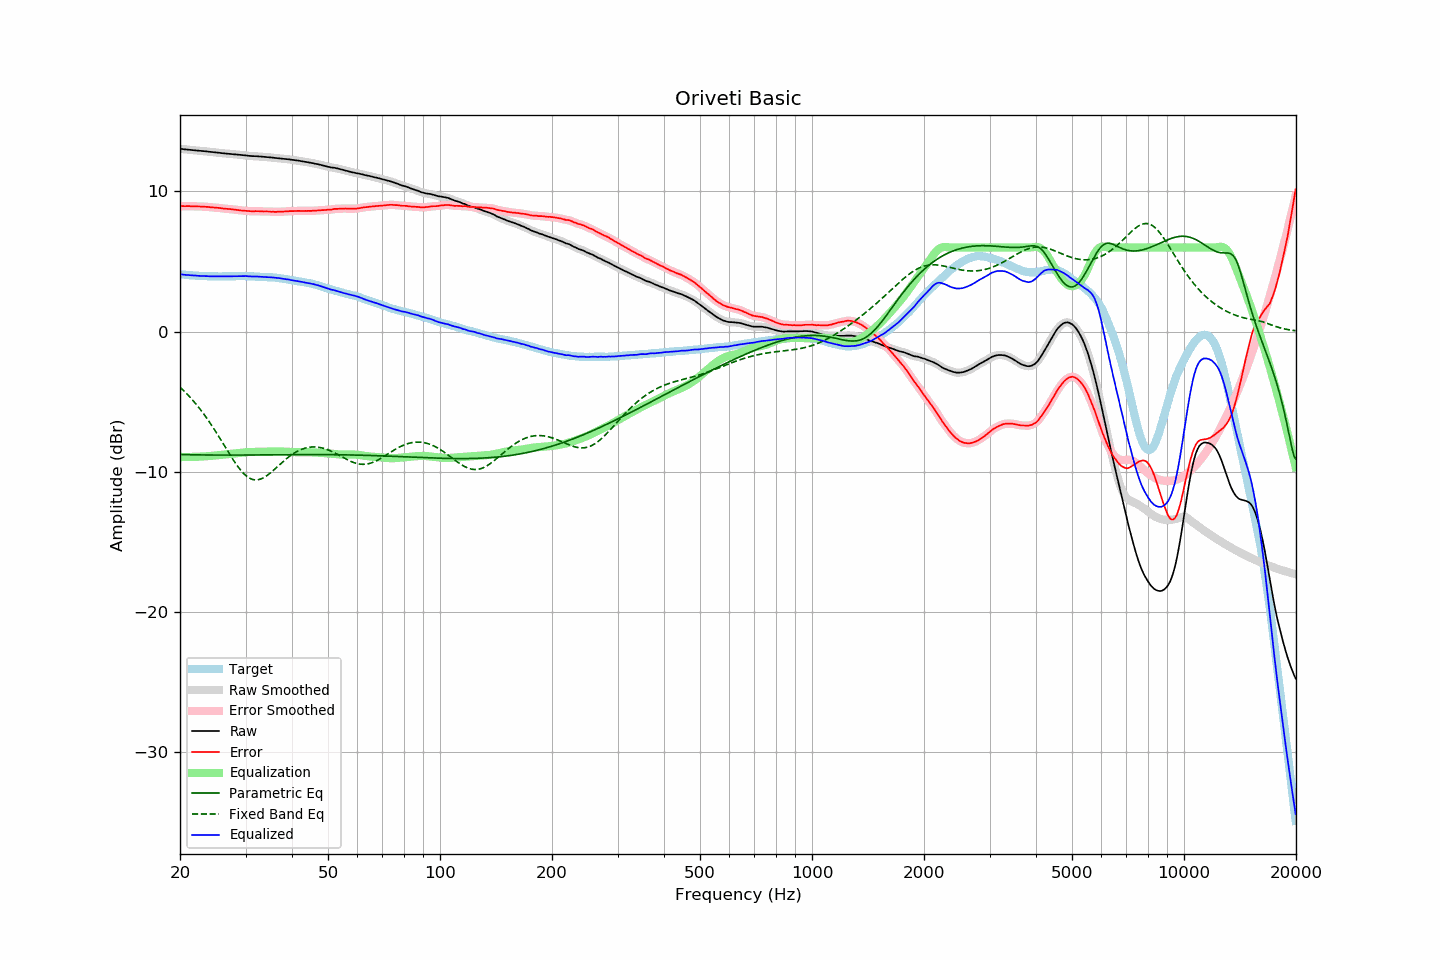 Oriveti Basic
Amplitude (dBr)
10
0
−10
−20
−30
Target
Raw Smoothed
Error Smoothed
Raw
Error
Equalization
Parametric Eq
Fixed Band Eq
Equalized
20 50 100 200 500 1000 2000 5000 10000 20000
Frequency (Hz)